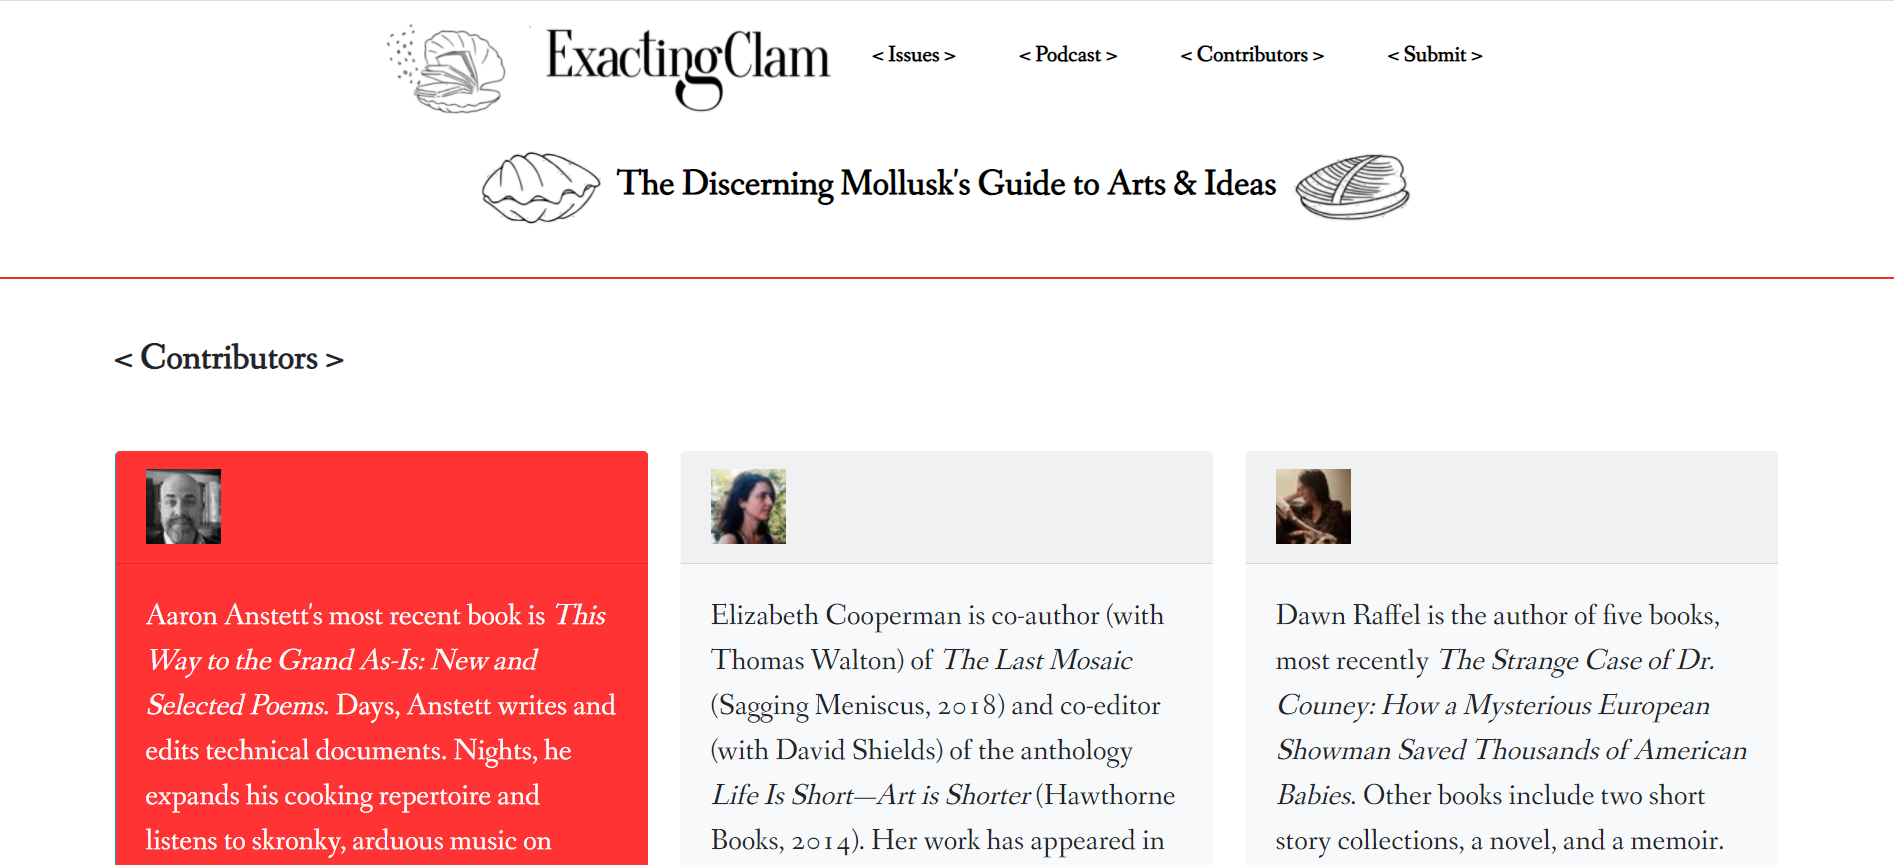 ExactingClam
< Issues >
< Podcast >
< Contributors >
< Submit >
The Discerning Mollusk's Guide to Arts & Ideas
< Contributors >
Aaron Anstett's most recent book is This
Way to the Grand As-Is: New and
Selected Poems. Days, Anstett writes and
edits technical documents. Nights, he
expands his cooking repertoire and
listens to skronky, arduous music on
Elizabeth Cooperman is co-author (with
Thomas Walton) of The Last Mosaic
(Sagging Meniscus, 2018) and co-editor
(with David Shields) of the anthology
Life Is Short—Art is Shorter (Hawthorne
Books, 2014). Her work has appeared in
Dawn Raffel is the author of five books,
most recently The Strange Case of Dr.
Couney: How a Mysterious European
Showman Saved Thousands of American
Babies. Other books include two short
story collections, a novel, and a memoir.